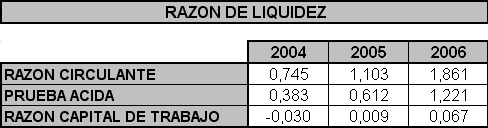 RAZON DE LIQUIDEZ
2004 2005 2006
RAZON CIRCULANTE 0,745 1,103 1,861
PRUEBA ACIDA 0,383 0,612 1,221
RAZON CAPITAL DE TRABAJO -0,030 0,009 0,067